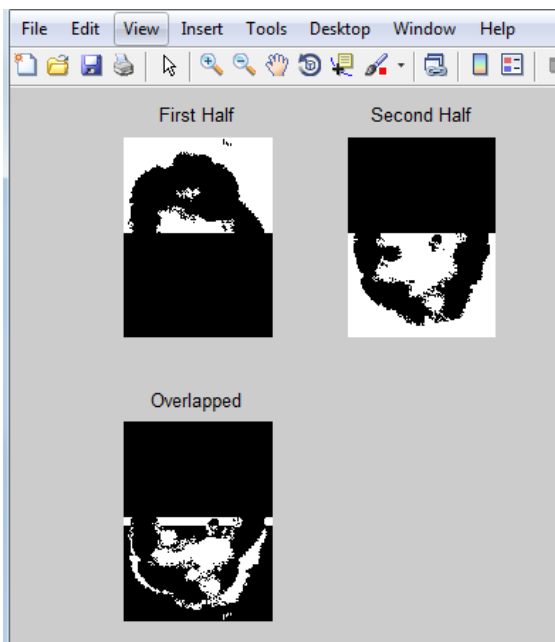 File Edit View Insert Tools Desktop Window Help
First Half Second Half
Overlapped